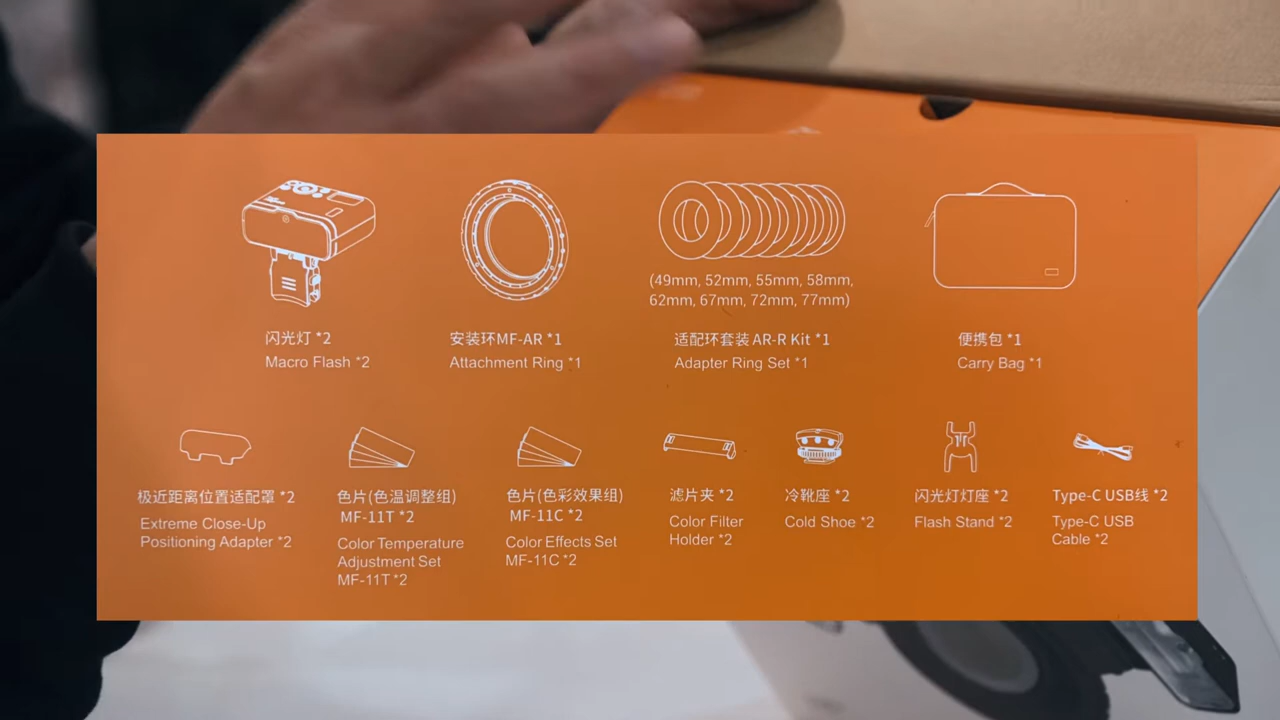 (49mm, 52mm, 55mm, 58mm,
62mm, 67mm, 72mm, 77mm)
闪光灯 *2
Macro Flash *2
安装环MF-AR *1
Attachment Ring *1
适配环套装 AR-R Kit *1
Adapter Ring Set *1
便携包 *1
Carry Bag *1
极近距离位置适配罩 *2
Extreme Close-Up
Positioning Adapter *2
色片(色温调整组)
MF-11T *2
Color Temperature
Adjustment Set
MF-11T *2
色片(色彩效果组)
MF-11C *2
Color Effects Set
MF-11C *2
滤片夹 *2
Color Filter
Holder *2
冷靴座 *2
Cold Shoe *2
闪光灯灯座 *2
Flash Stand *2
Type-C USB线 *2
Type-C USB
Cable *2